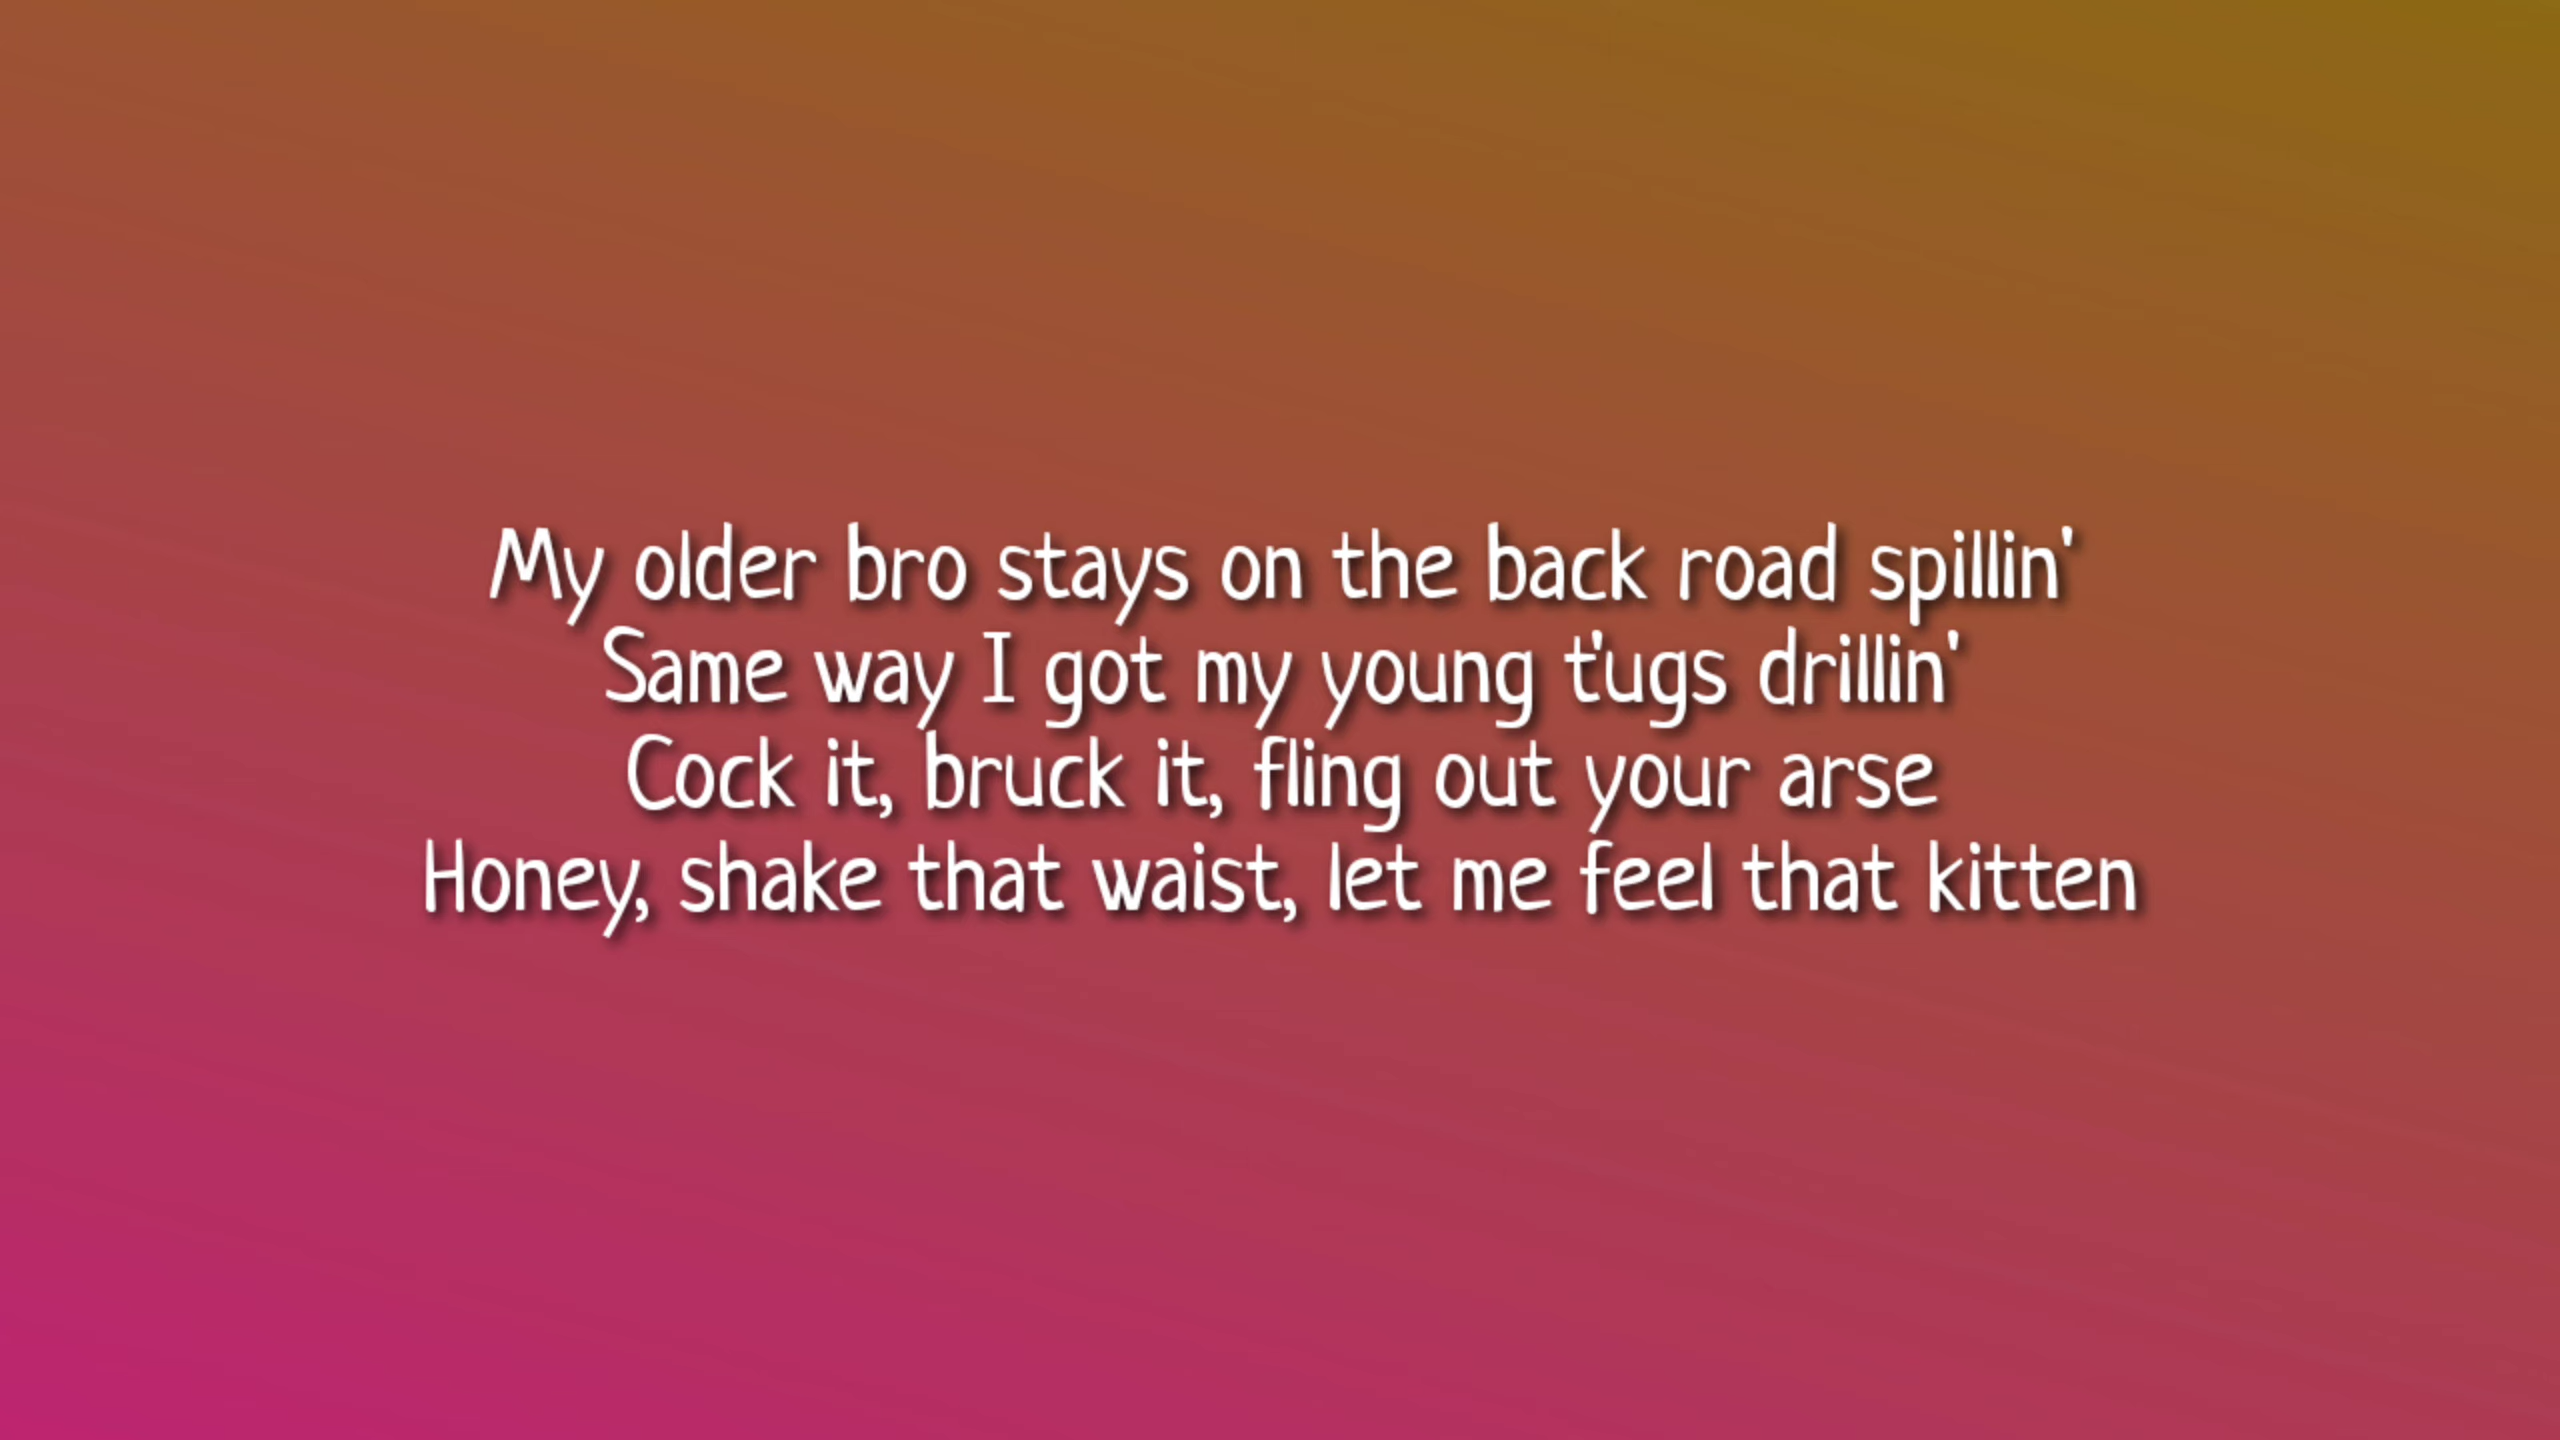 My older bro stays on the back road spillin'
Same way I got my young t'ugs drillin'
Cock it, bruck it, fling out your arse
Honey, shake that waist, let me feel that kitten